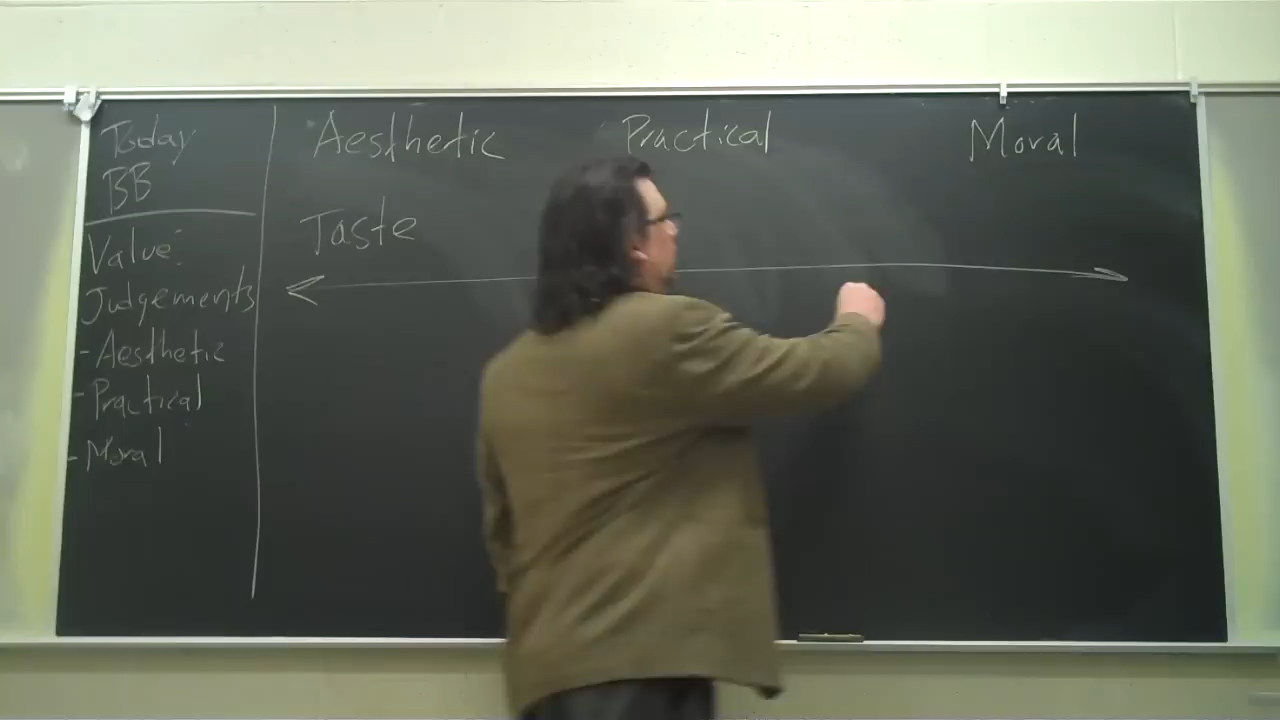 Today
BB
Value
Judgements
- Aesthetic
- Practical
- Moral
Aesthetic Practical Moral
Taste